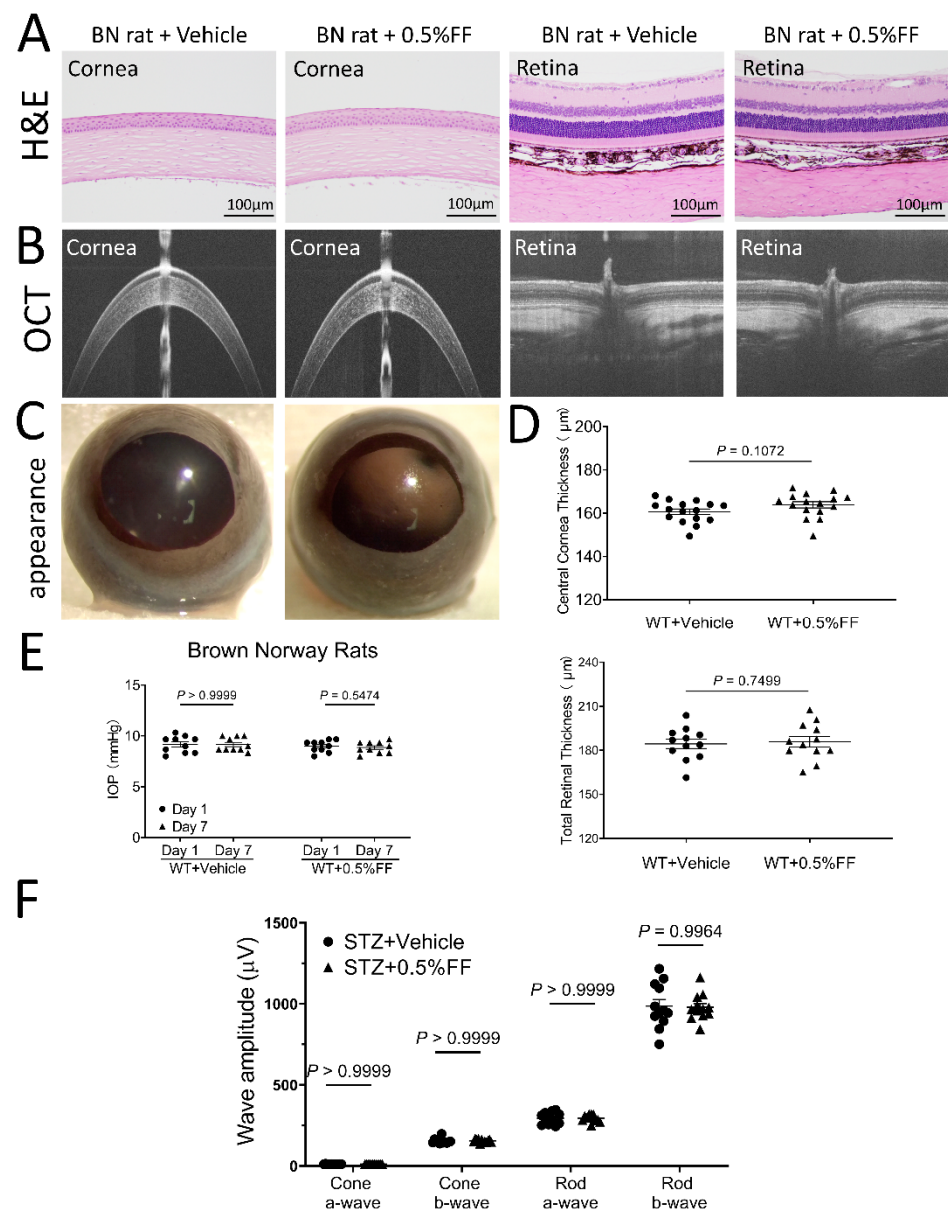 A
BN rat + Vehicle
BN rat + 0.5%FF
BN rat + Vehicle
BN rat + 0.5%FF
H&E
Cornea
Cornea
Retina
Retina
100μm
100μm
100μm
100μm
B
OCT
Cornea
Cornea
Retina
Retina
C
appearance
D
Central Cornea Thickness ( μm)
200
180
160
140
120
P = 0.1072
WT+Vehicle
WT+0.5%FF
Total Retinal Thickness ( μm)
240
210
180
150
120
P = 0.7499
WT+Vehicle
WT+0.5%FF
E
Brown Norway Rats
IOP (mmHg)
15
10
5
0
P > 0.9999
P = 0.5474
Day 1
Day 7
Day 1
Day 7
Day 1
Day 7
WT+Vehicle
WT+0.5%FF
F
Wave amplitude (μV)
1500
1000
500
0
STZ+Vehicle
STZ+0.5%FF
P > 0.9999
P > 0.9999
P > 0.9999
P = 0.9964
Cone
a-wave
Cone
b-wave
Rod
a-wave
Rod
b-wave